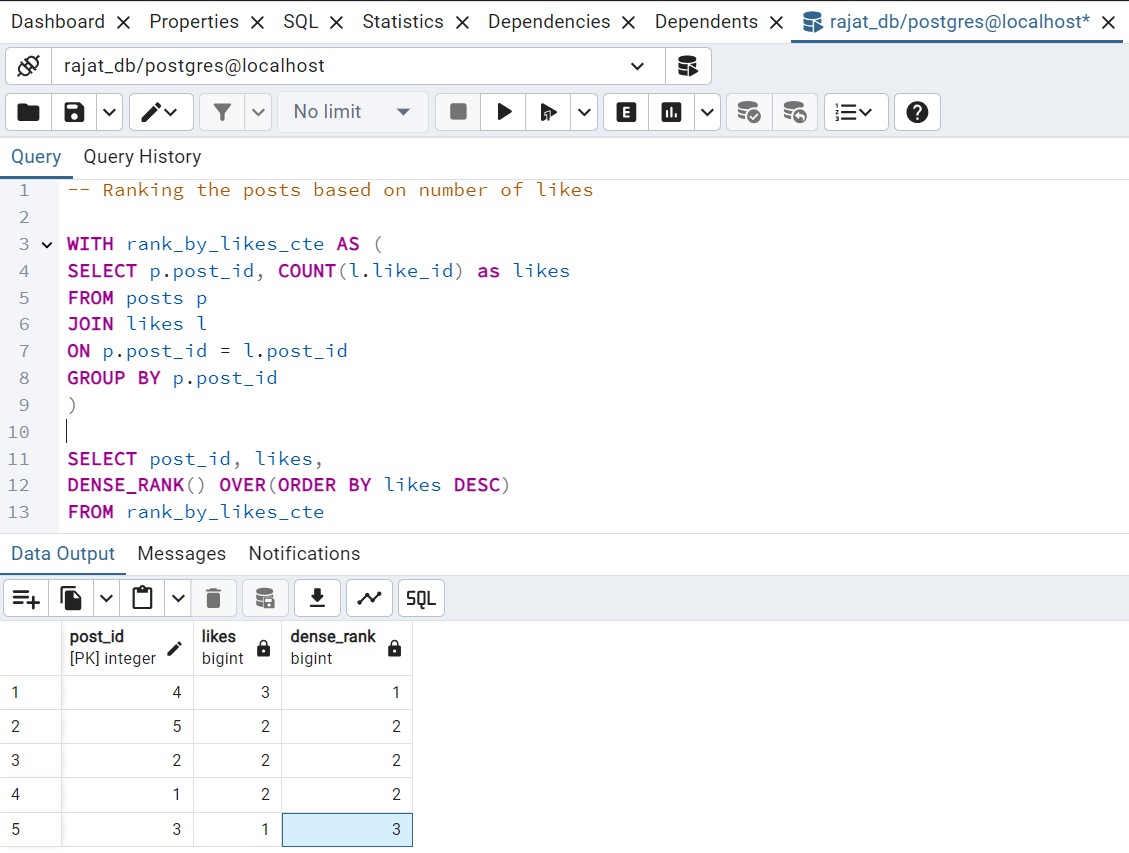 Dashboard Properties SQL Statistics Dependencies Dependents rajat_db/postgres@localhost*
rajat_db/postgres@localhost
No limit
Query Query History
1 -- Ranking the posts based on number of likes
2
3 WITH rank_by_likes_cte AS (
4 SELECT p.post_id, COUNT(l.like_id) as likes
5 FROM posts p
6 JOIN likes l
7 ON p.post_id = l.post_id
8 GROUP BY p.post_id
9 )
10
11 SELECT post_id, likes,
12 DENSE_RANK() OVER(ORDER BY likes DESC)
13 FROM rank_by_likes_cte
Data Output Messages Notifications
SQL
post_id likes dense_rank
[PK] integer bigint bigint
1 4 3 1
2 5 2 2
3 2 2 2
4 1 2 2
5 3 1 3